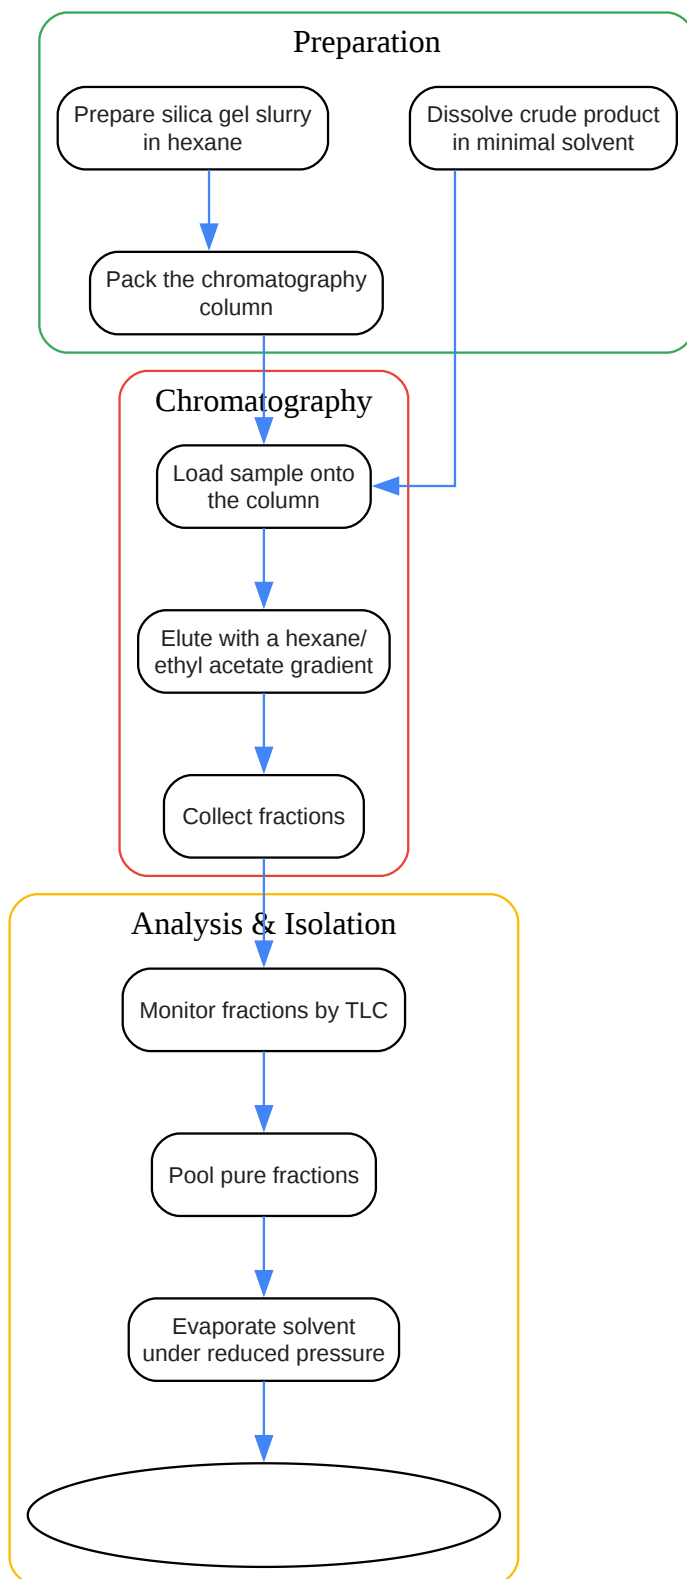 Preparation
Prepare silica gel slurry
in hexane
Dissolve crude product
in minimal solvent
Pack the chromatography
column
Chromatography
Load sample onto
the column
Elute with a hexane/
ethyl acetate gradient
Collect fractions
Analysis & Isolation
Monitor fractions by TLC
Pool pure fractions
Evaporate solvent
under reduced pressure